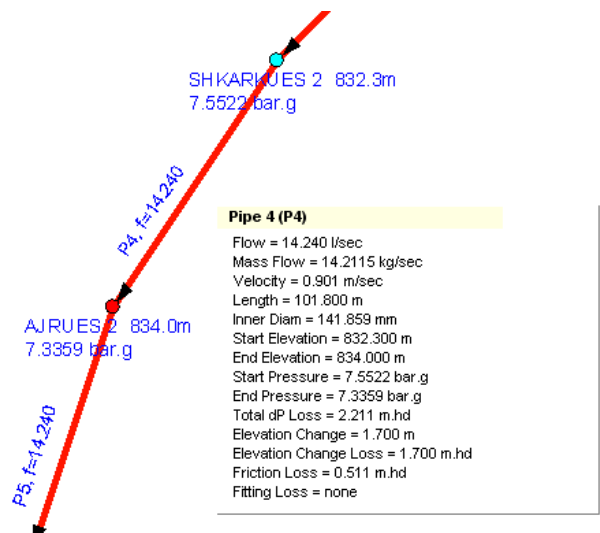 SHKARKUES 2 832.3m
7.5522 bar.g
P4, f=14.240
AJRUES 2 834.0m
7.3359 bar.g
P5, f=14.240
Pipe 4 (P4)
Flow = 14.240 l/sec
Mass Flow = 14.2115 kg/sec
Velocity = 0.901 m/sec
Length = 101.800 m
Inner Diam = 141.859 mm
Start Elevation = 832.300 m
End Elevation = 834.000 m
Start Pressure = 7.5522 bar.g
End Pressure = 7.3359 bar.g
Total dP Loss = 2.211 m.hd
Elevation Change = 1.700 m
Elevation Change Loss = 1.700 m.hd
Friction Loss = 0.511 m.hd
Fitting Loss = none